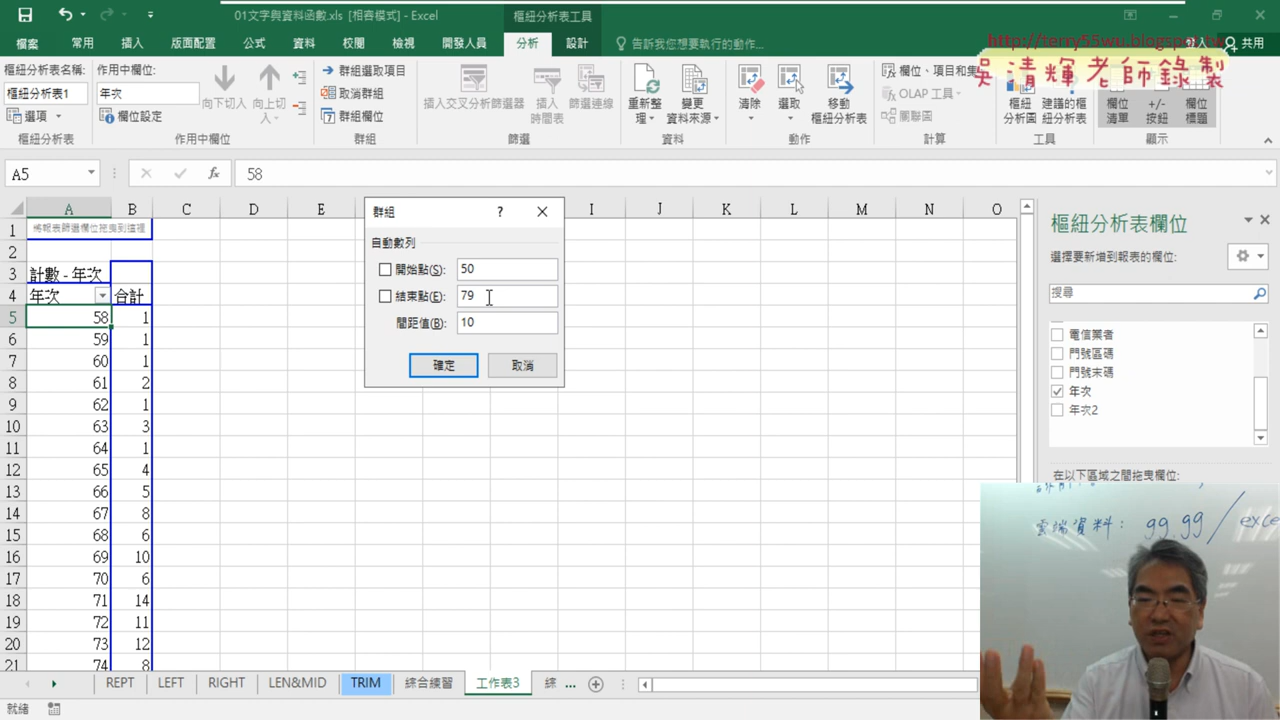 01文字與資料函數.xls [相容模式] - Excel
樞紐分析表工具
檔案 常用 插入 版面配置 公式 資料 校閱 檢視 開發人員 分析 設計 告訴我您想要執行的動作... 共用
http://terry55wu.blogspot.tw
吳清輝老師錄製
樞紐分析表名稱: 作用中欄位:
樞紐分析表1 年次
選項 欄位設定
向下切入 向上切入
群組選取項目
取消群組
群組欄位
插入交叉分析篩選器 插入時間表 篩選連線
重新整理 變更資料來源
清除 選取 移動樞紐分析表
欄位、項目和集
OLAP 工具
關聯圖
樞紐分析圖 建議的樞紐分析表
欄位清單 +/- 按鈕 欄位標題
樞紐分析表 作用中欄位 群組 篩選 資料 動作 計算 工具 顯示
A5 fx 58
A B C D E I J K L M N O
1 將報表篩選欄位拖曳到這裡
2
3 計數 - 年次
4 年次 合計
5 58 1
6 59 1
7 60 1
8 61 2
9 62 1
10 63 3
11 64 1
12 65 4
13 66 5
14 67 8
15 68 6
16 69 10
17 70 6
18 71 14
19 72 11
20 73 12
21 74 8
群組 ?
自動數列
開始點(S): 50
結束點(E): 79
間距值(B): 10
確定 取消
樞紐分析表欄位
選擇要新增到報表的欄位:
搜尋
電信業者
門號區碼
門號末碼
年次
年次2
在以下區域之間拖曳欄位:
雲端資料: 99.99/exce
REPT LEFT RIGHT LEN&MID TRIM 綜合練習 工作表3 綜 ...
就緒